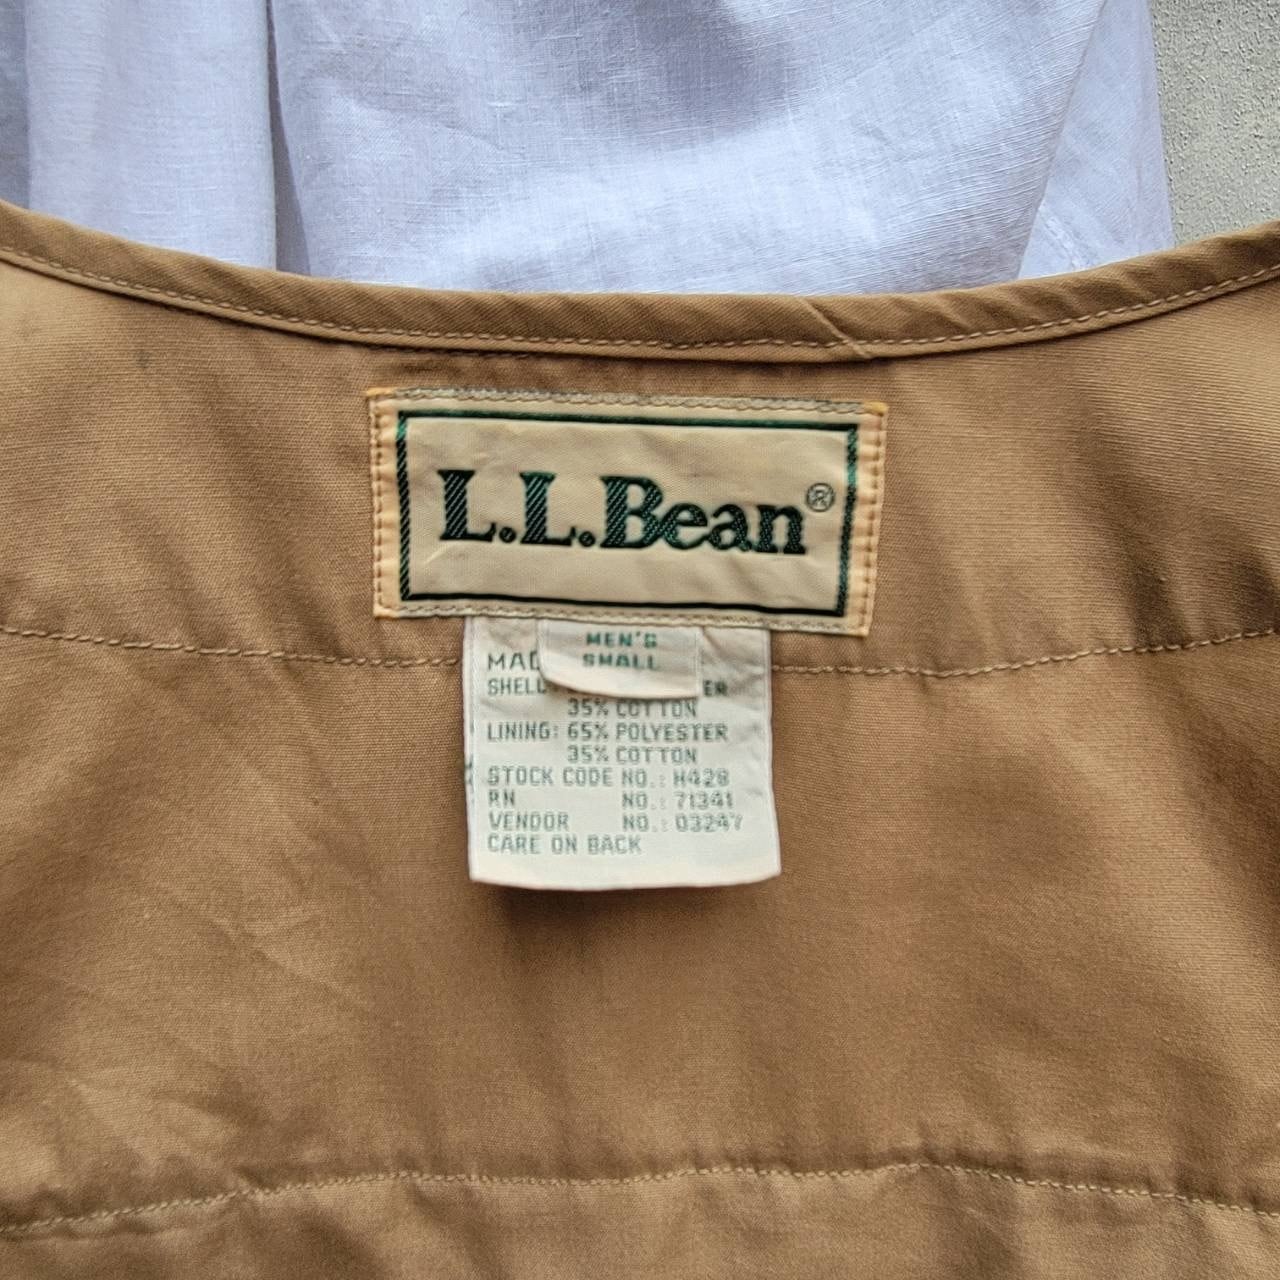 L.L.Bean®
MEN'S
SMALL
MAD
SHELL: ER
35% COTTON
LINING: 65% POLYESTER
35% COTTON
STOCK CODE NO.: H428
RN NO.: 71341
VENDOR NO.: 03247
CARE ON BACK